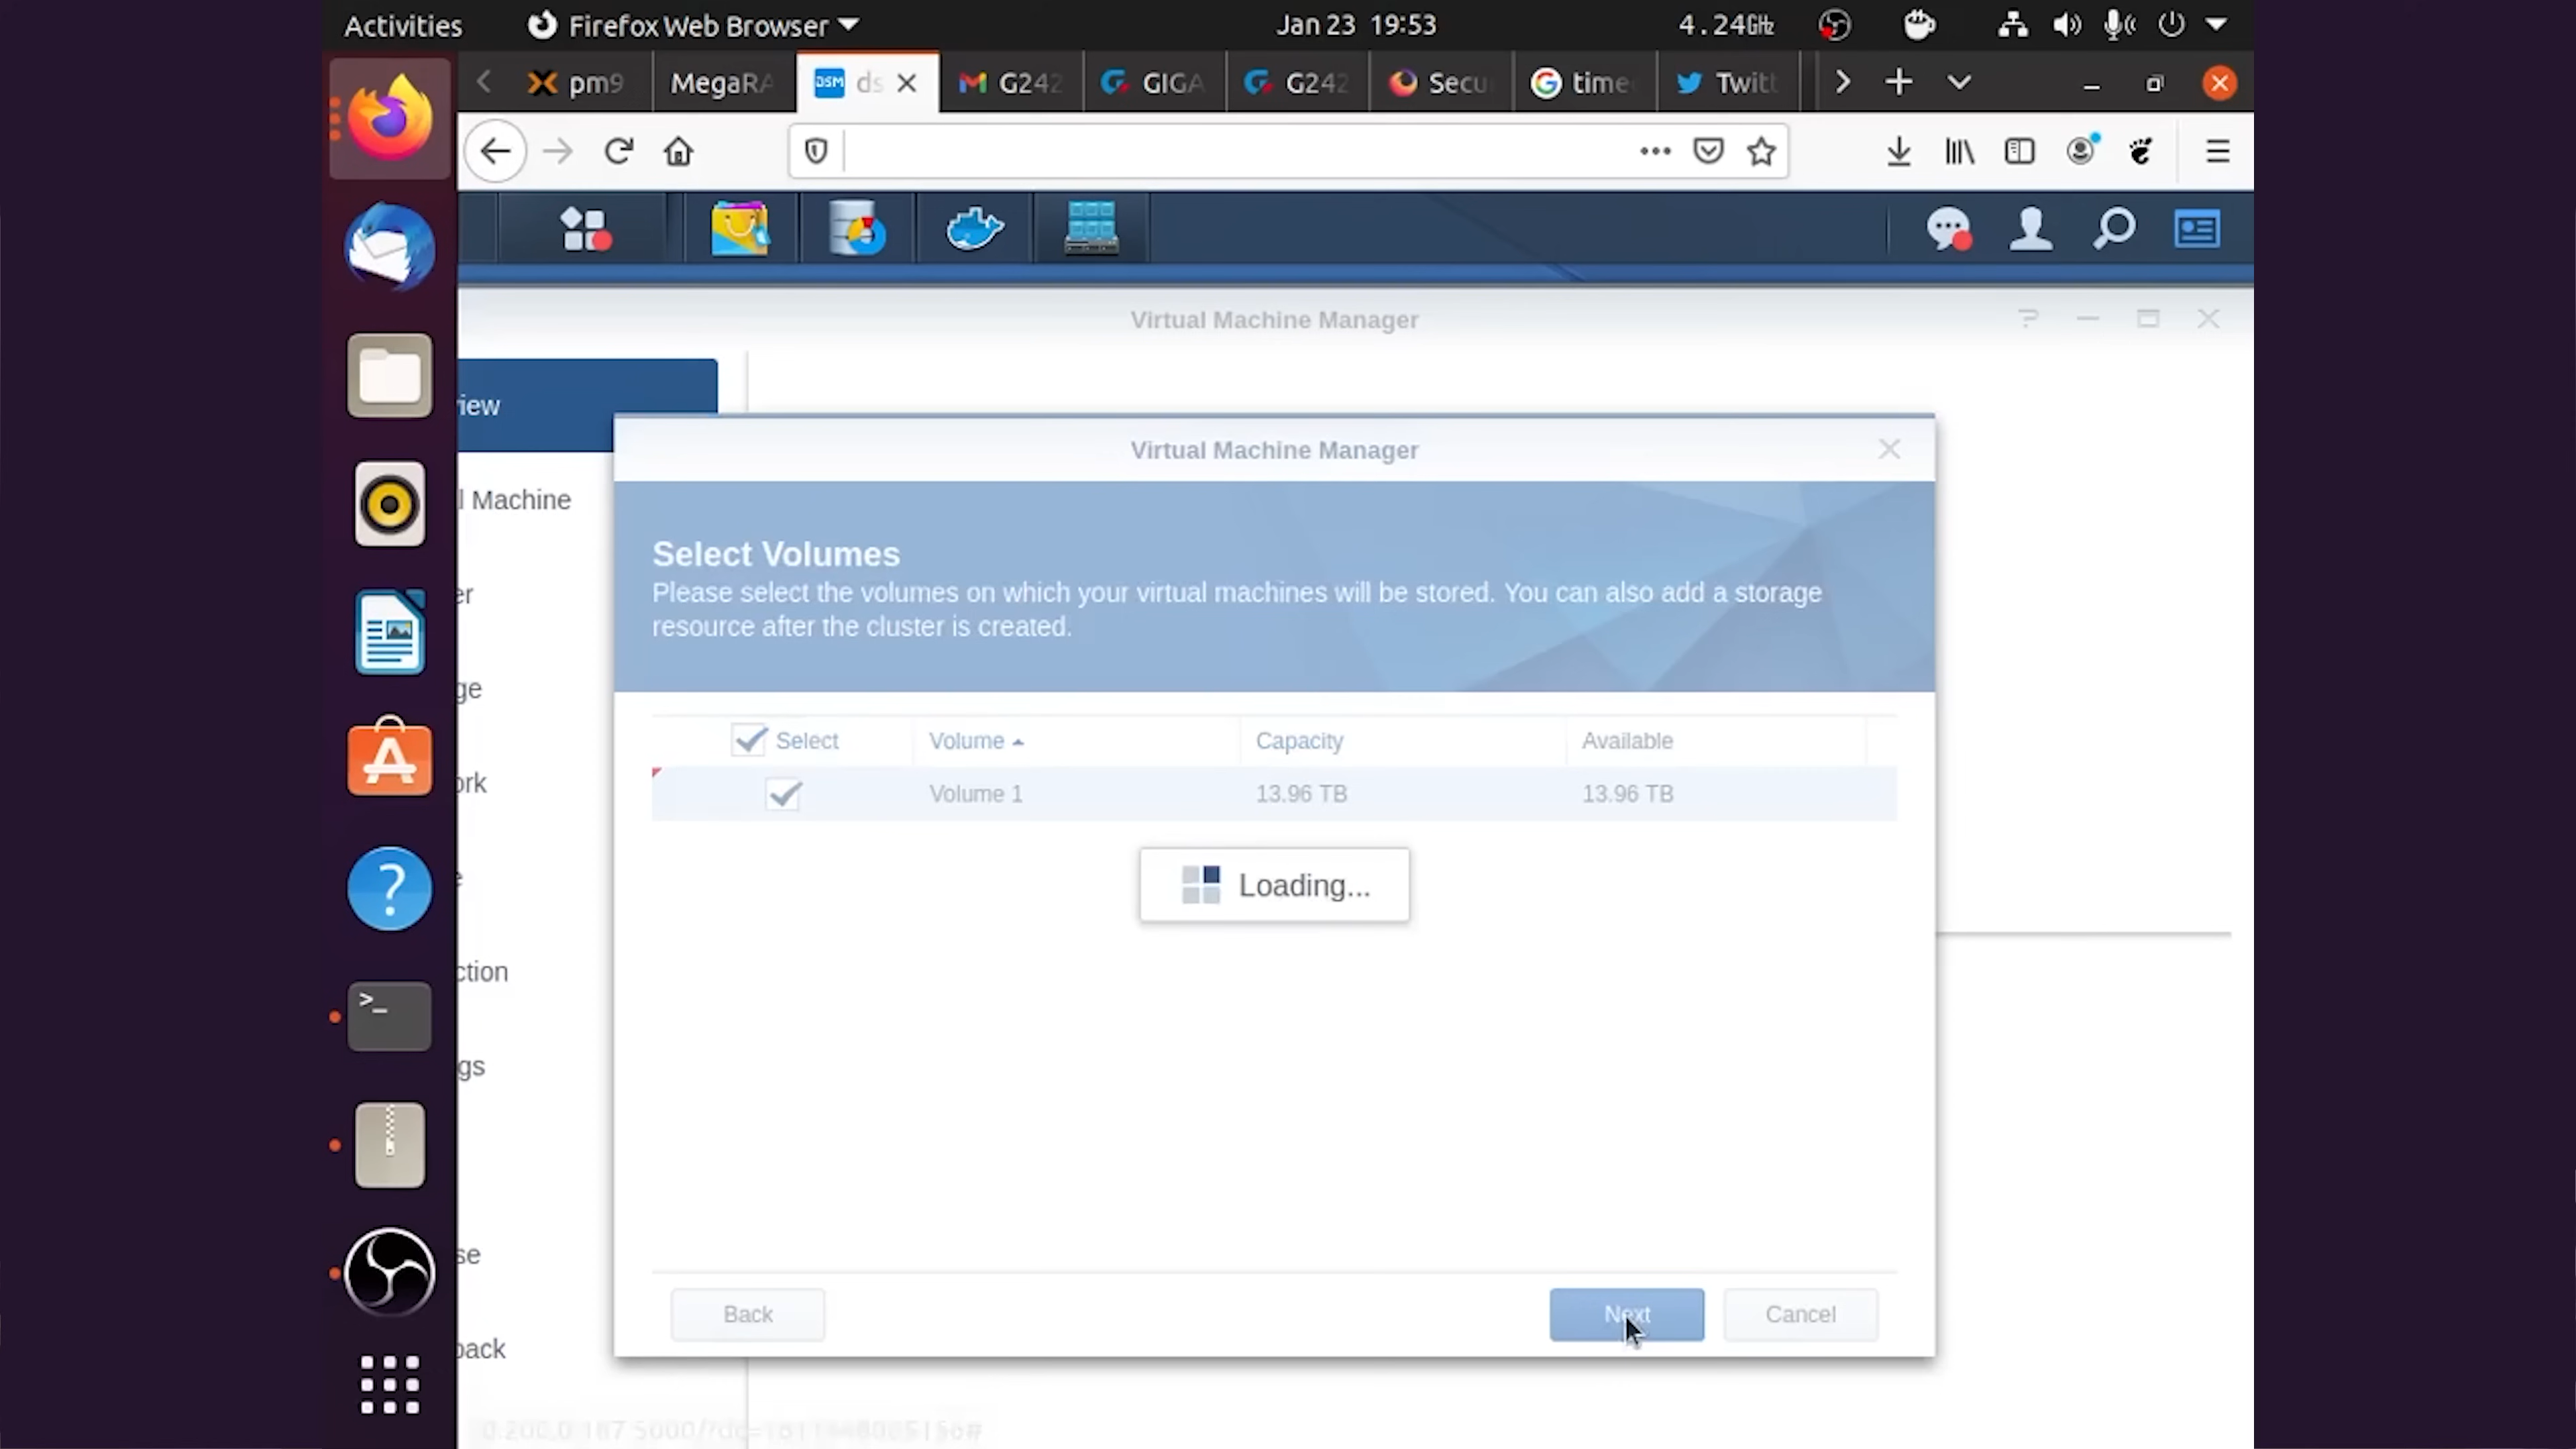 Activities
Firefox Web Browser
Jan 23 19:53
4.24GHz
pm9
MegaRA
DSM ds
G242
GIGA
G242
Secu
time
Twitt
Virtual Machine Manager
iew
l Machine
er
ge
ork
e
ction
gs
se
back
Virtual Machine Manager
Select Volumes
Please select the volumes on which your virtual machines will be stored. You can also add a storage
resource after the cluster is created.
Select Volume Capacity Available
Volume 1 13.96 TB 13.96 TB
Loading...
Back
Next
Cancel